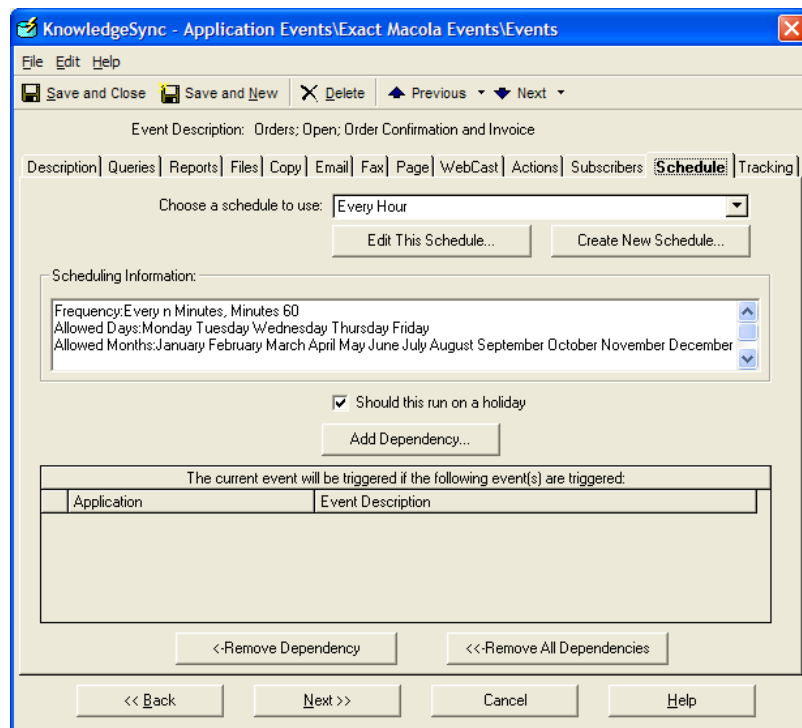 KnowledgeSync - Application Events\Exact Macola Events\Events
File Edit Help
Save and Close Save and New Delete Previous Next
Event Description: Orders; Open; Order Confirmation and Invoice
Description Queries Reports Files Copy Email Fax Page WebCast Actions Subscribers Schedule Tracking
Choose a schedule to use: Every Hour
Edit This Schedule... Create New Schedule...
Scheduling Information:
Frequency:Every n Minutes, Minutes 60
Allowed Days:Monday Tuesday Wednesday Thursday Friday
Allowed Months:January February March April May June July August September October November December
Should this run on a holiday
Add Dependency...
The current event will be triggered if the following event(s) are triggered:
Application Event Description
<-Remove Dependency <<-Remove All Dependencies
<< Back Next >> Cancel Help